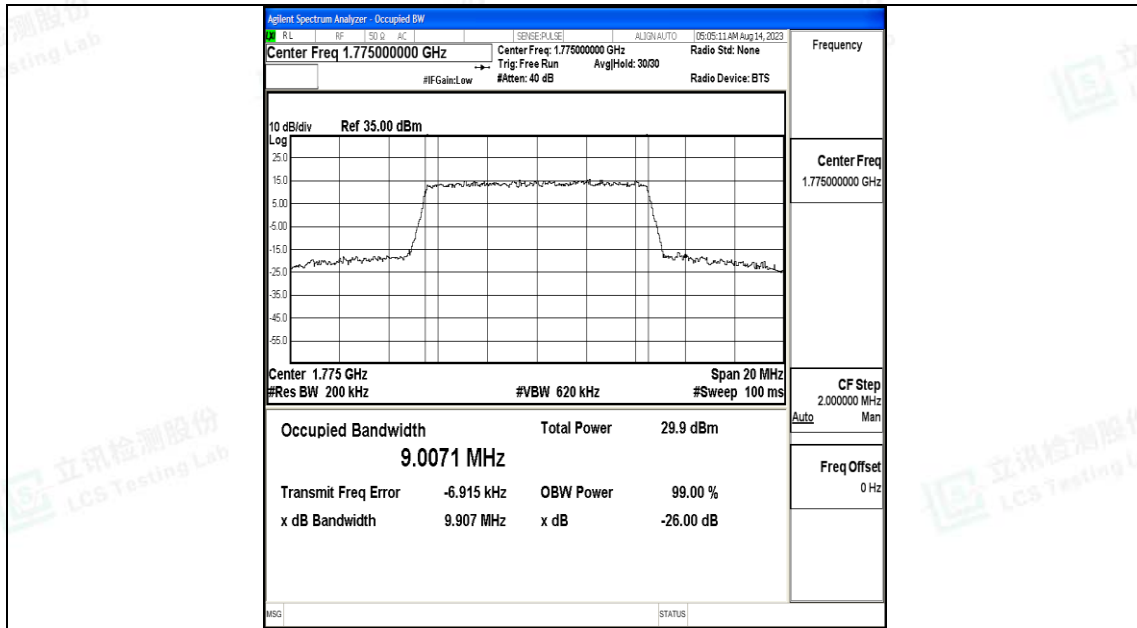 Agilent Spectrum Analyzer - Occupied BW
LXI RL RF 50 Ω AC SENSE:PULSE ALIGNAUTO 05:05:11 AM Aug 14, 2023
Center Freq 1.775000000 GHz
Center Freq: 1.775000000 GHz
Radio Std: None
Trig: Free Run Avg|Hold: 30/30
#IFGain:Low
#Atten: 40 dB
Radio Device: BTS
10 dB/div Ref 35.00 dBm
Log
25.0
15.0
5.00
-5.00
-15.0
-25.0
-35.0
-45.0
-55.0
Center 1.775 GHz Span 20 MHz
#Res BW 200 kHz #VBW 620 kHz #Sweep 100 ms
Occupied Bandwidth Total Power 29.9 dBm
9.0071 MHz
Transmit Freq Error -6.915 kHz OBW Power 99.00 %
x dB Bandwidth 9.907 MHz x dB -26.00 dB
MSG STATUS
Frequency
Center Freq
1.775000000 GHz
CF Step
2.000000 MHz
Auto Man
Freq Offset
0 Hz
立讯检测股份
LCS Testing Lab
立讯检测股份